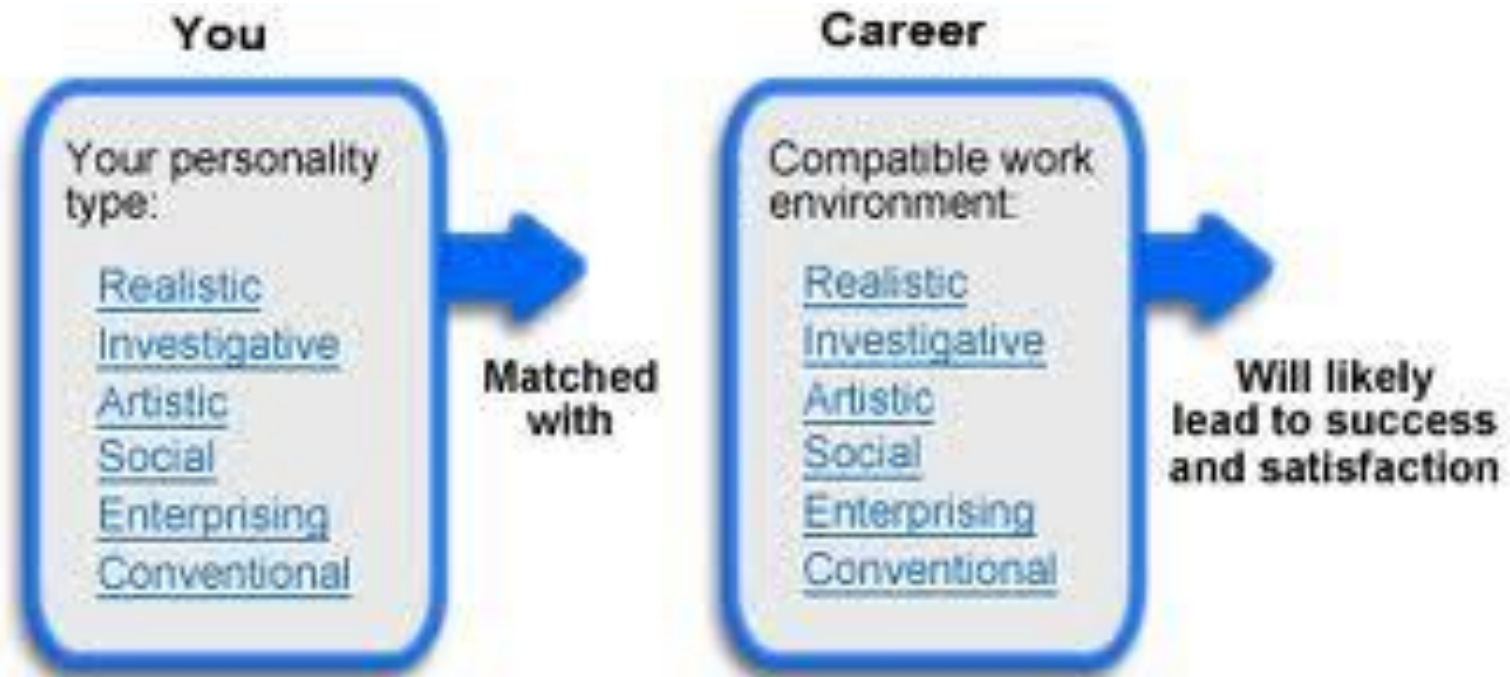 You
Your personality
type:
Realistic
Investigative
Artistic
Social
Enterprising
Conventional
Matched
with
Career
Compatible work
environment:
Realistic
Investigative
Artistic
Social
Enterprising
Conventional
Will likely
lead to success
and satisfaction